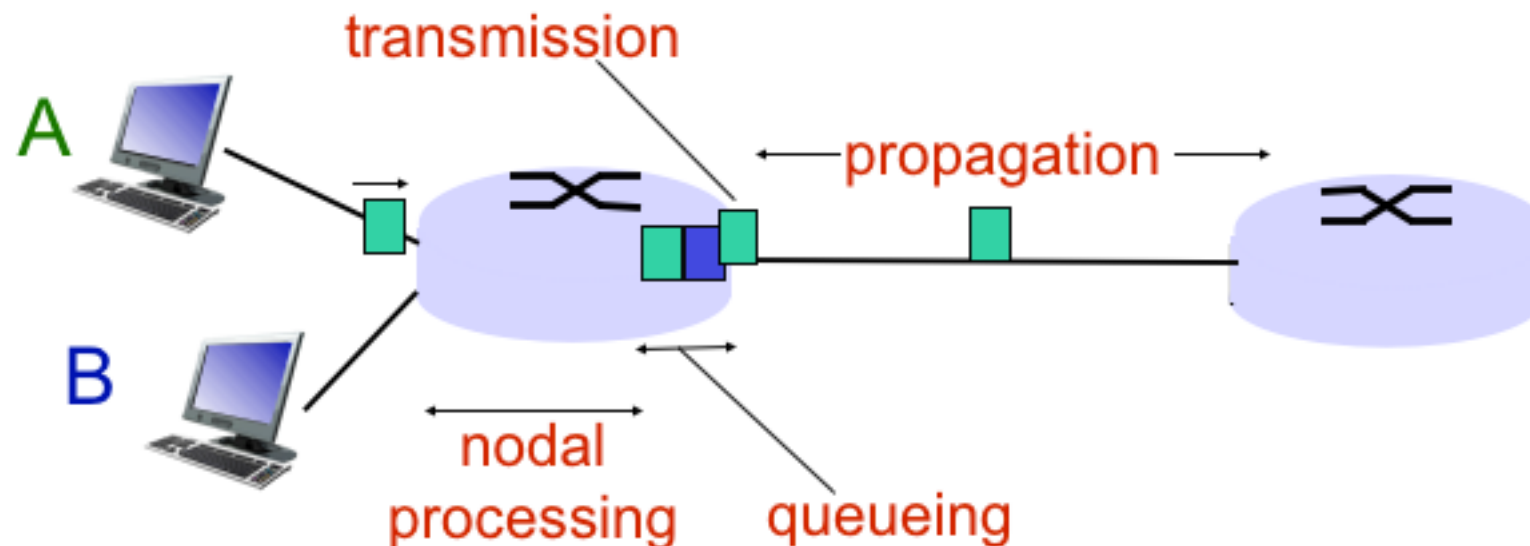 transmission
A
propagation
B
nodal
processing
queueing